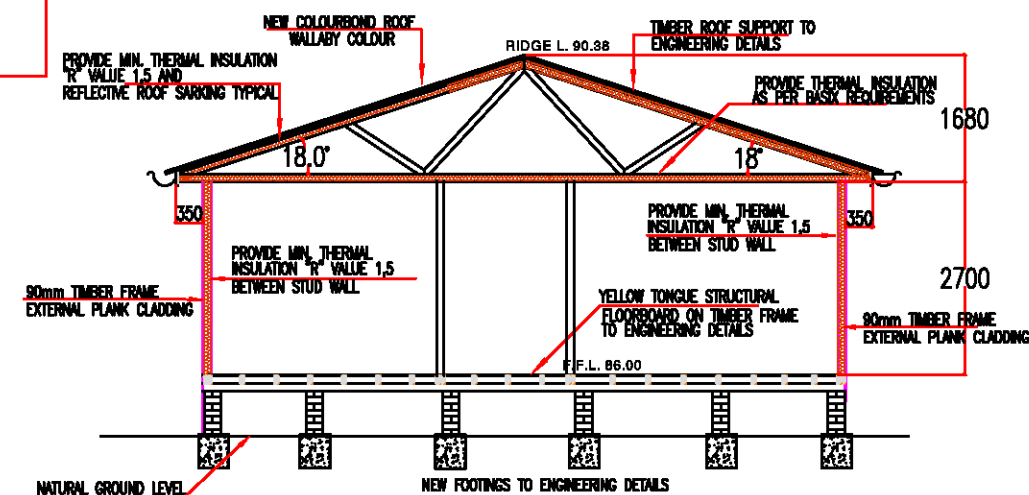 NEW COLOURBOND ROOF
WALLABY COLOUR
TIMBER ROOF SUPPORT TO
ENGINEERING DETAILS
RIDGE L. 90.38
PROVIDE MIN. THERMAL INSULATION
"R" VALUE 1,5 AND
REFLECTIVE ROOF SARKING TYPICAL
PROVIDE THERMAL INSULATION
AS PER BASIX REQUIREMENTS
1680
18.0°
18°
350
350
PROVIDE MIN. THERMAL
INSULATION "R" VALUE 1,5
BETWEEN STUD WALL
PROVIDE MIN. THERMAL
INSULATION "R" VALUE 1,5
BETWEEN STUD WALL
2700
90mm TIMBER FRAME
EXTERNAL PLANK CLADDING
YELLOW TONGUE STRUCTURAL
FLOORBOARD ON TIMBER FRAME
TO ENGINEERING DETAILS
90mm TIMBER FRAME
EXTERNAL PLANK CLADDING
F.F.L. 86.00
NATURAL GROUND LEVEL
NEW FOOTINGS TO ENGINEERING DETAILS